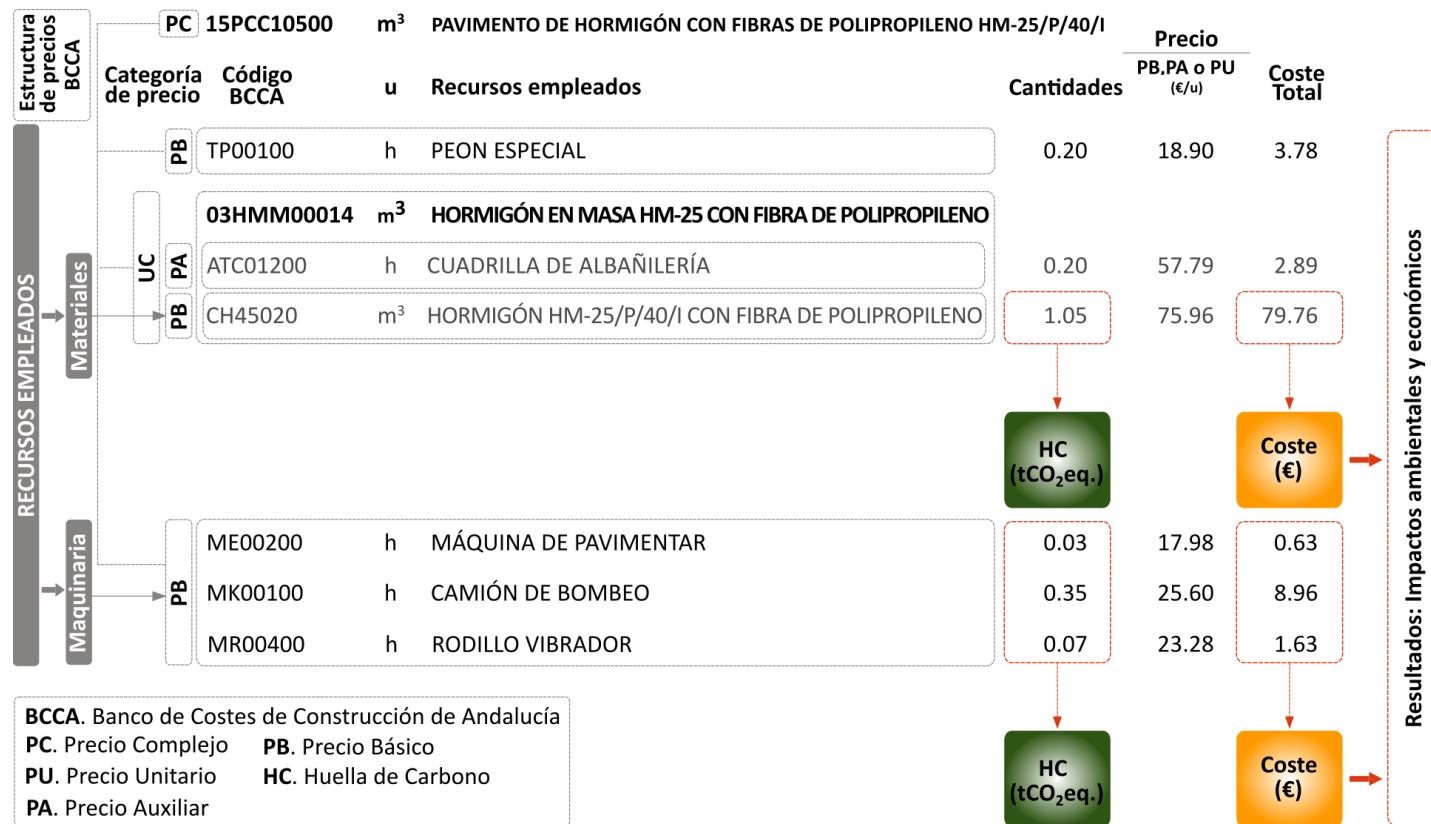 Estructura
de precios
BCCA
PC 15PCC10500 m³ PAVIMENTO DE HORMIGÓN CON FIBRAS DE POLIPROPILENO HM-25/P/40/I
Categoría
de precio
Código
BCCA
u
Recursos empleados
Cantidades
Precio
PB,PA o PU
(€/u)
Coste
Total
RECURSOS EMPLEADOS
PB TP00100 h PEON ESPECIAL 0.20 18.90 3.78
Materiales
UC
03HMM00014 m³ HORMIGÓN EN MASA HM-25 CON FIBRA DE POLIPROPILENO
PA ATC01200 h CUADRILLA DE ALBAÑILERÍA 0.20 57.79 2.89
PB CH45020 m³ HORMIGÓN HM-25/P/40/I CON FIBRA DE POLIPROPILENO 1.05 75.96 79.76
HC
(tCO₂eq.)
Coste
(€)
Maquinaria
PB
ME00200 h MÁQUINA DE PAVIMENTAR 0.03 17.98 0.63
MK00100 h CAMIÓN DE BOMBEO 0.35 25.60 8.96
MR00400 h RODILLO VIBRADOR 0.07 23.28 1.63
HC
(tCO₂eq.)
Coste
(€)
Resultados: Impactos ambientales y económicos
BCCA. Banco de Costes de Construcción de Andalucía
PC. Precio Complejo PB. Precio Básico
PU. Precio Unitario HC. Huella de Carbono
PA. Precio Auxiliar